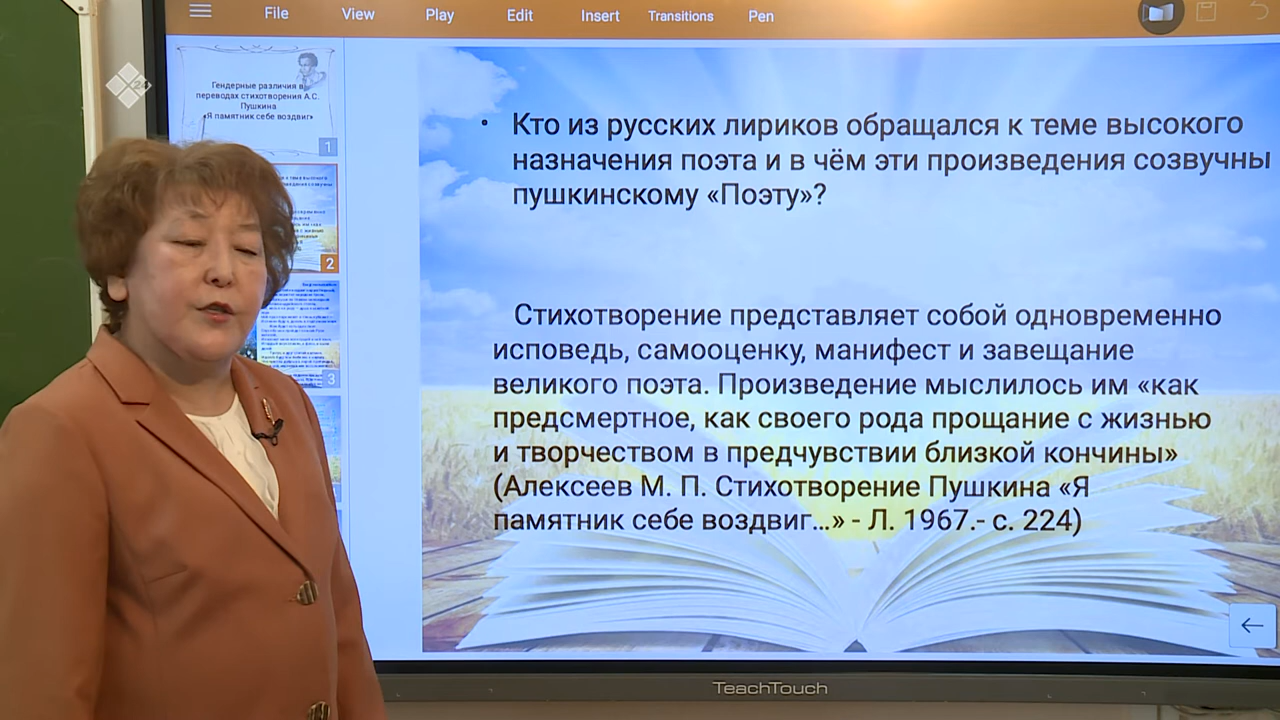 File View Play Edit Insert Transitions Pen
24
Гендерные различия в
переводах стихотворения А.С.
Пушкина
«Я памятник себе воздвиг»
1
2
3
• Кто из русских лириков обращался к теме высокого
назначения поэта и в чём эти произведения созвучны
пушкинскому «Поэту»?
Стихотворение представляет собой одновременно
исповедь, самооценку, манифест и завещание
великого поэта. Произведение мыслилось им «как
предсмертное, как своего рода прощание с жизнью
и творчеством в предчувствии близкой кончины»
(Алексеев М. П. Стихотворение Пушкина «Я
памятник себе воздвиг…» - Л. 1967.- с. 224)
TeachTouch